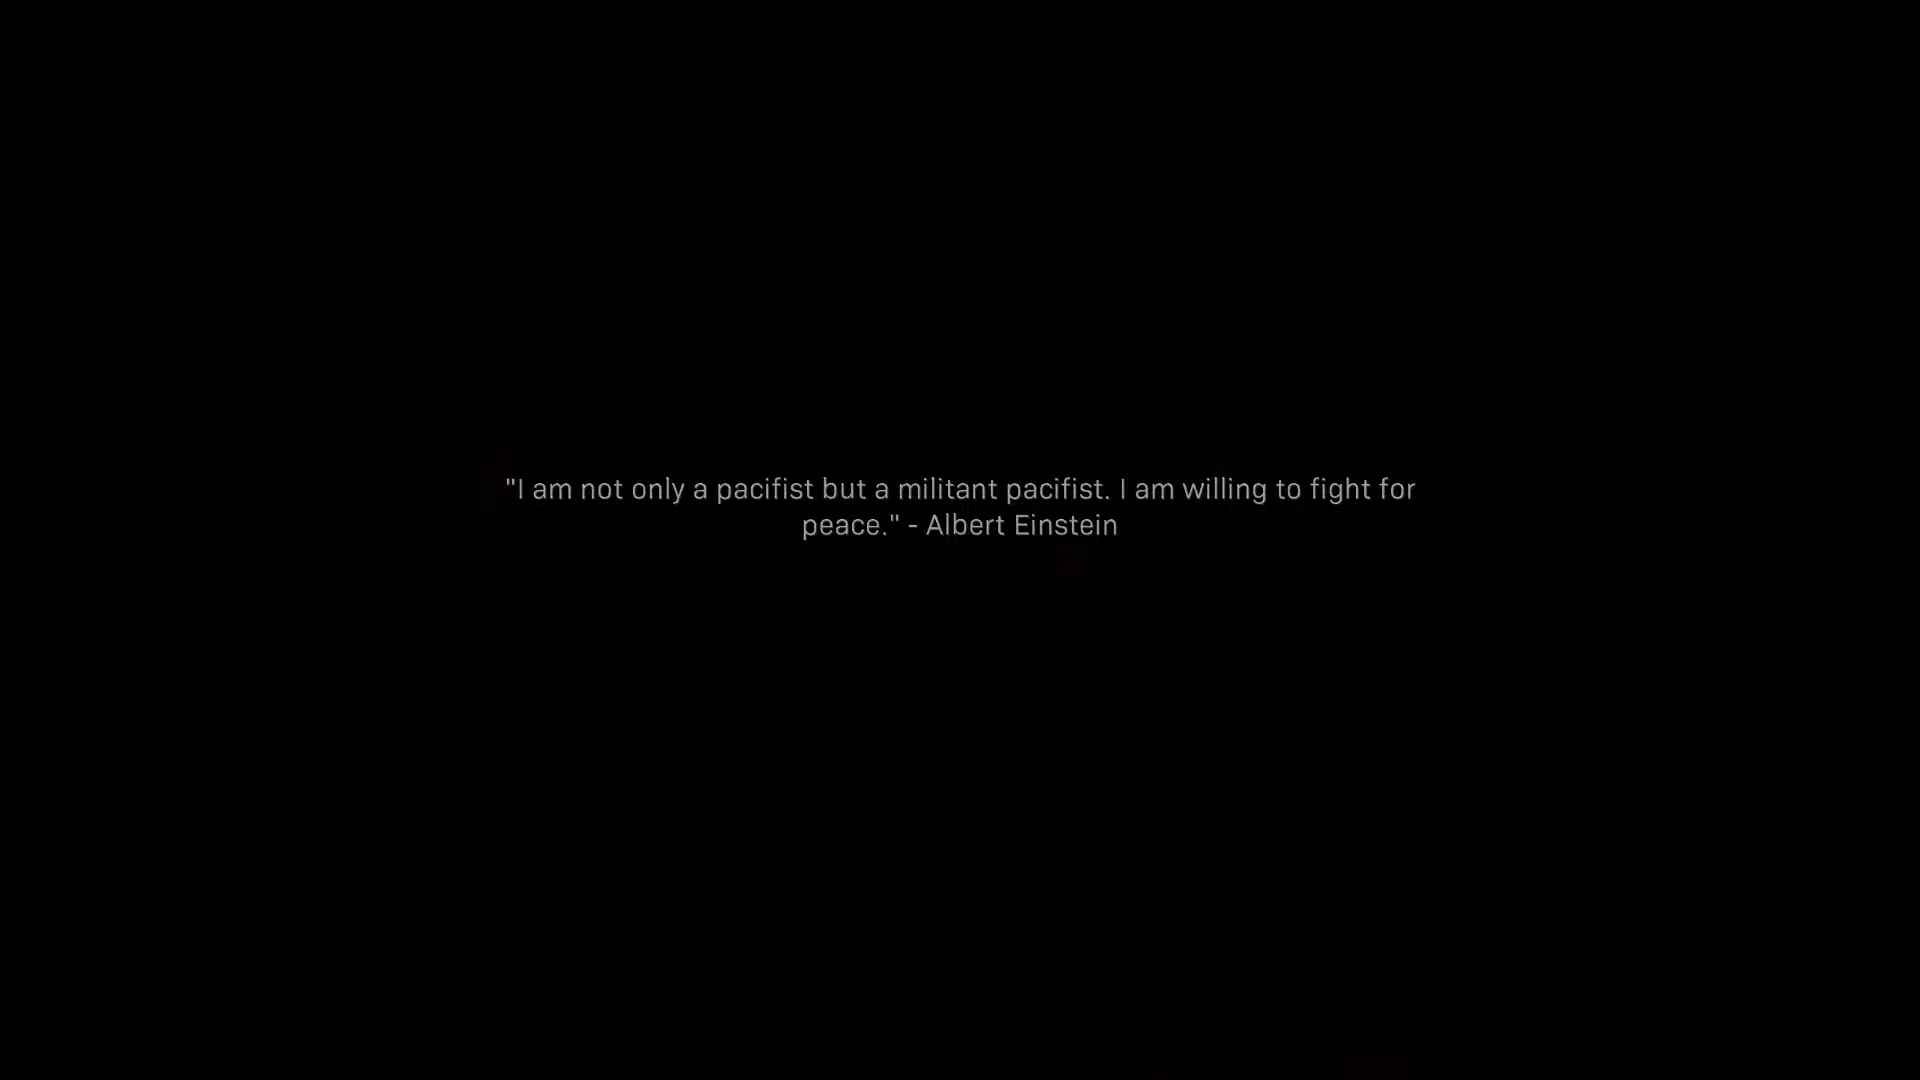 "I am not only a pacifist but a militant pacifist. I am willing to fight for
peace." - Albert Einstein